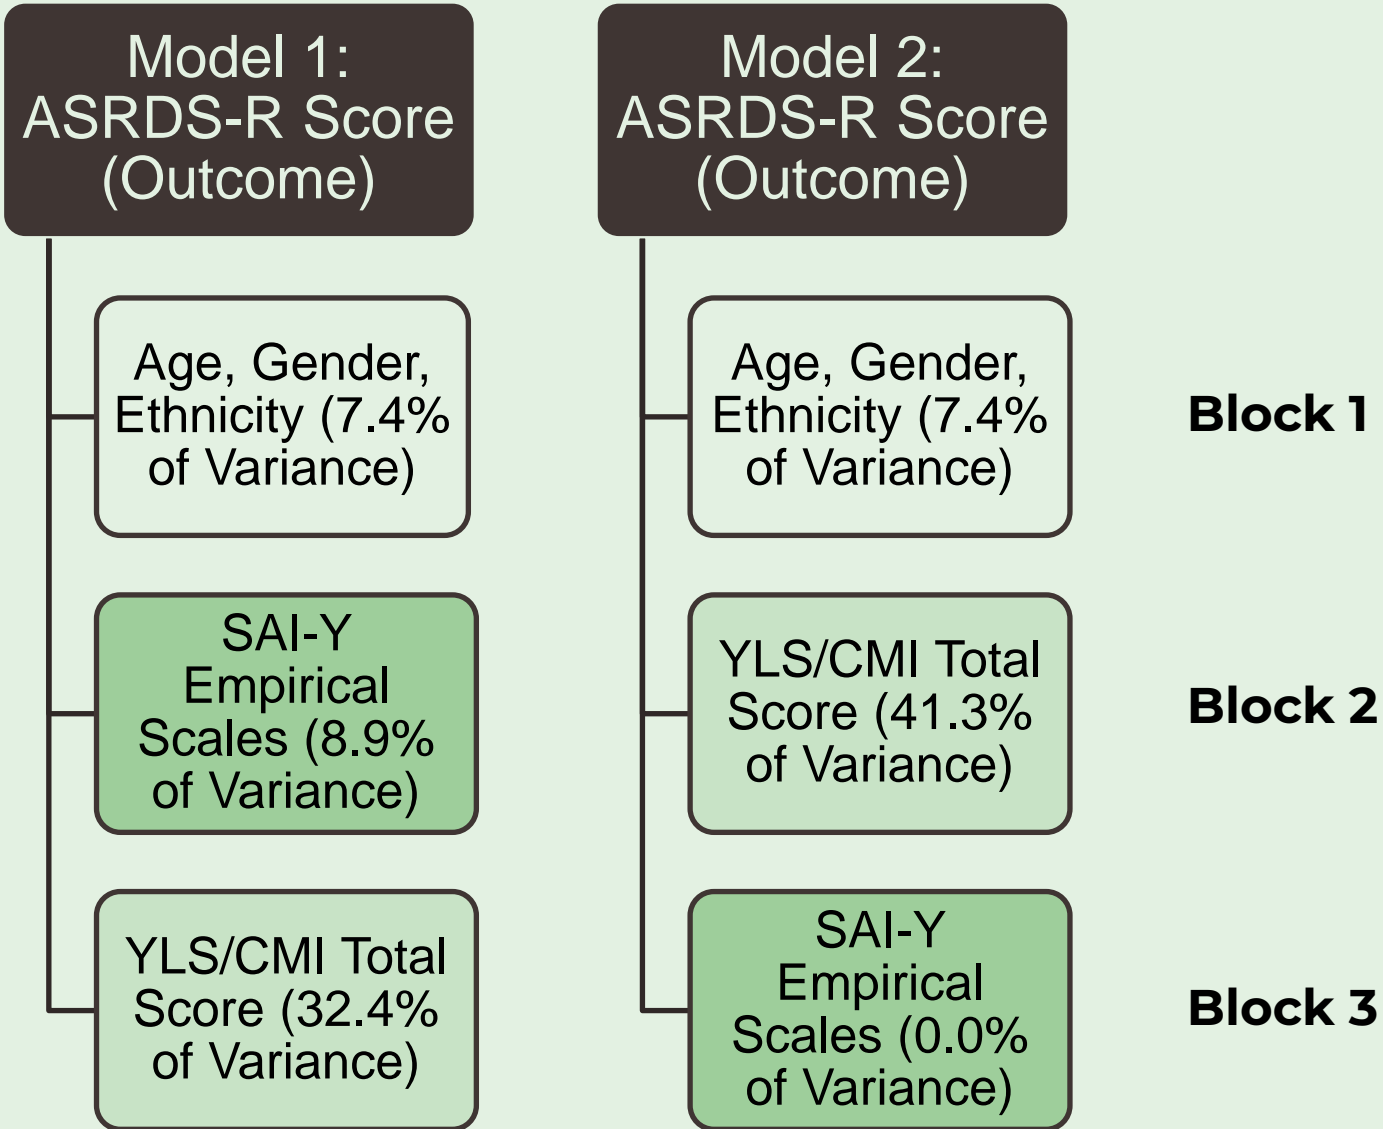 Model 1:
ASRDS-R Score
(Outcome)
Model 2:
ASRDS-R Score
(Outcome)
Age, Gender,
Ethnicity (7.4%
of Variance)
Age, Gender,
Ethnicity (7.4%
of Variance)
Block 1
SAI-Y
Empirical
Scales (8.9%
of Variance)
YLS/CMI Total
Score (41.3%
of Variance)
Block 2
YLS/CMI Total
Score (32.4%
of Variance)
SAI-Y
Empirical
Scales (0.0%
of Variance)
Block 3